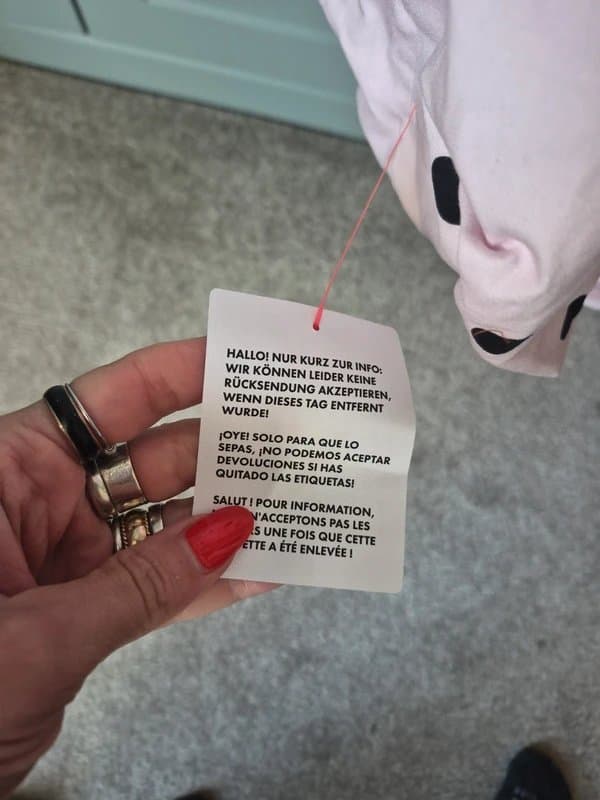 HALLO! NUR KURZ ZUR INFO:
WIR KÖNNEN LEIDER KEINE
RÜCKSENDUNG AKZEPTIEREN,
WENN DIESES TAG ENTFERNT
WURDE!
¡OYE! SOLO PARA QUE LO
SEPAS, ¡NO PODEMOS ACEPTAR
DEVOLUCIONES SI HAS
QUITADO LAS ETIQUETAS!
SALUT ! POUR INFORMATION,
N'ACCEPTONS PAS LES
UNE FOIS QUE CETTE
A ÉTÉ ENLEVÉE !